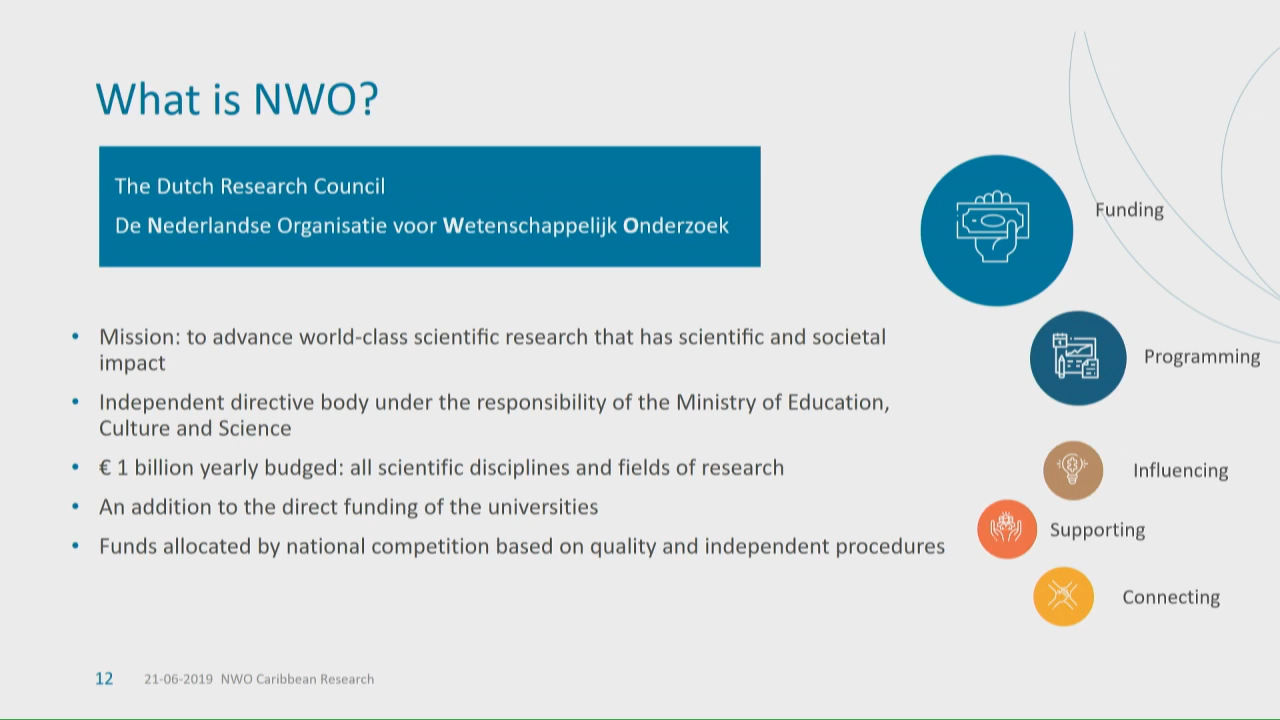 What is NWO?
The Dutch Research Council
De Nederlandse Organisatie voor Wetenschappelijk Onderzoek
• Mission: to advance world-class scientific research that has scientific and societal
impact
• Independent directive body under the responsibility of the Ministry of Education,
Culture and Science
• € 1 billion yearly budged: all scientific disciplines and fields of research
• An addition to the direct funding of the universities
• Funds allocated by national competition based on quality and independent procedures
Funding
Programming
Influencing
Supporting
Connecting
12 21-06-2019 NWO Caribbean Research